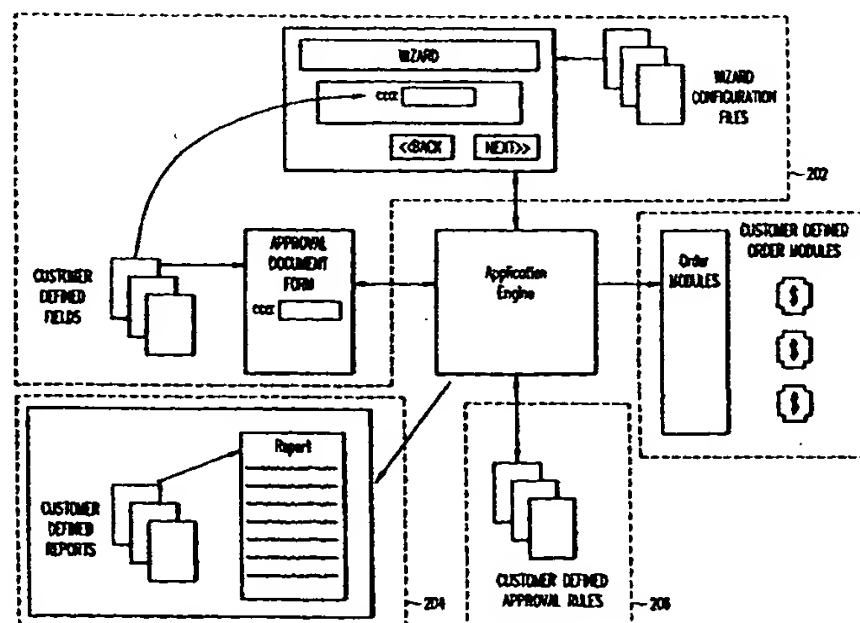 WIZARD
<<BACK
NEXT>>
WIZARD
CONFIGURATION
FILES
202
CUSTOMER
DEFINED
FIELDS
APPROVAL
DOCUMENT
FORM
Application
Engine
Order
MODULES
CUSTOMER DEFINED
ORDER MODULES
$
$
$
CUSTOMER
DEFINED
REPORTS
Report
204
CUSTOMER DEFINED
APPROVAL RULES